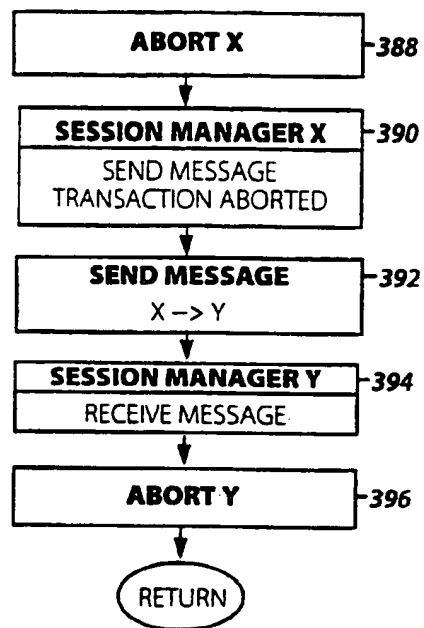 ABORT X 388
SESSION MANAGER X 390
SEND MESSAGE
TRANSACTION ABORTED
SEND MESSAGE 392
X —> Y
SESSION MANAGER Y 394
RECEIVE MESSAGE
ABORT Y 396
RETURN